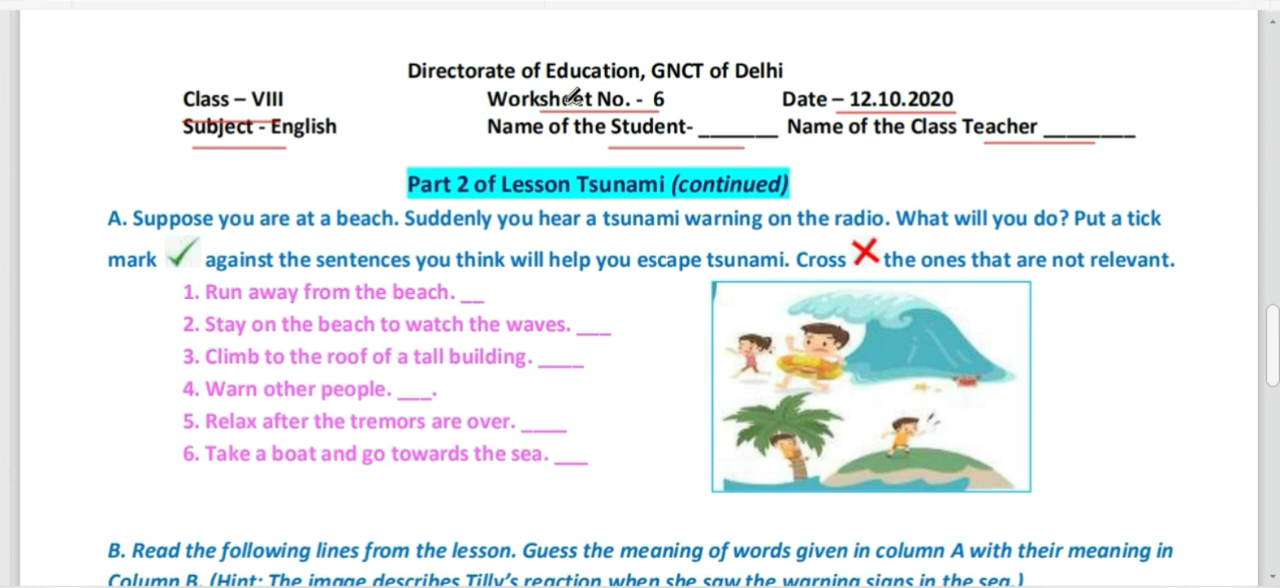 Directorate of Education, GNCT of Delhi
Class – VIII Worksheet No. - 6 Date – 12.10.2020
Subject - English Name of the Student- _______ Name of the Class Teacher ________
Part 2 of Lesson Tsunami (continued)
A. Suppose you are at a beach. Suddenly you hear a tsunami warning on the radio. What will you do? Put a tick
mark ✓ against the sentences you think will help you escape tsunami. Cross ✗ the ones that are not relevant.
1. Run away from the beach. __
2. Stay on the beach to watch the waves. ___
3. Climb to the roof of a tall building. ____
4. Warn other people. ___.
5. Relax after the tremors are over. ____
6. Take a boat and go towards the sea. ___
B. Read the following lines from the lesson. Guess the meaning of words given in column A with their meaning in
Column B. (Hint: The image describes Tilly's reaction when she saw the warning signs in the sea.)